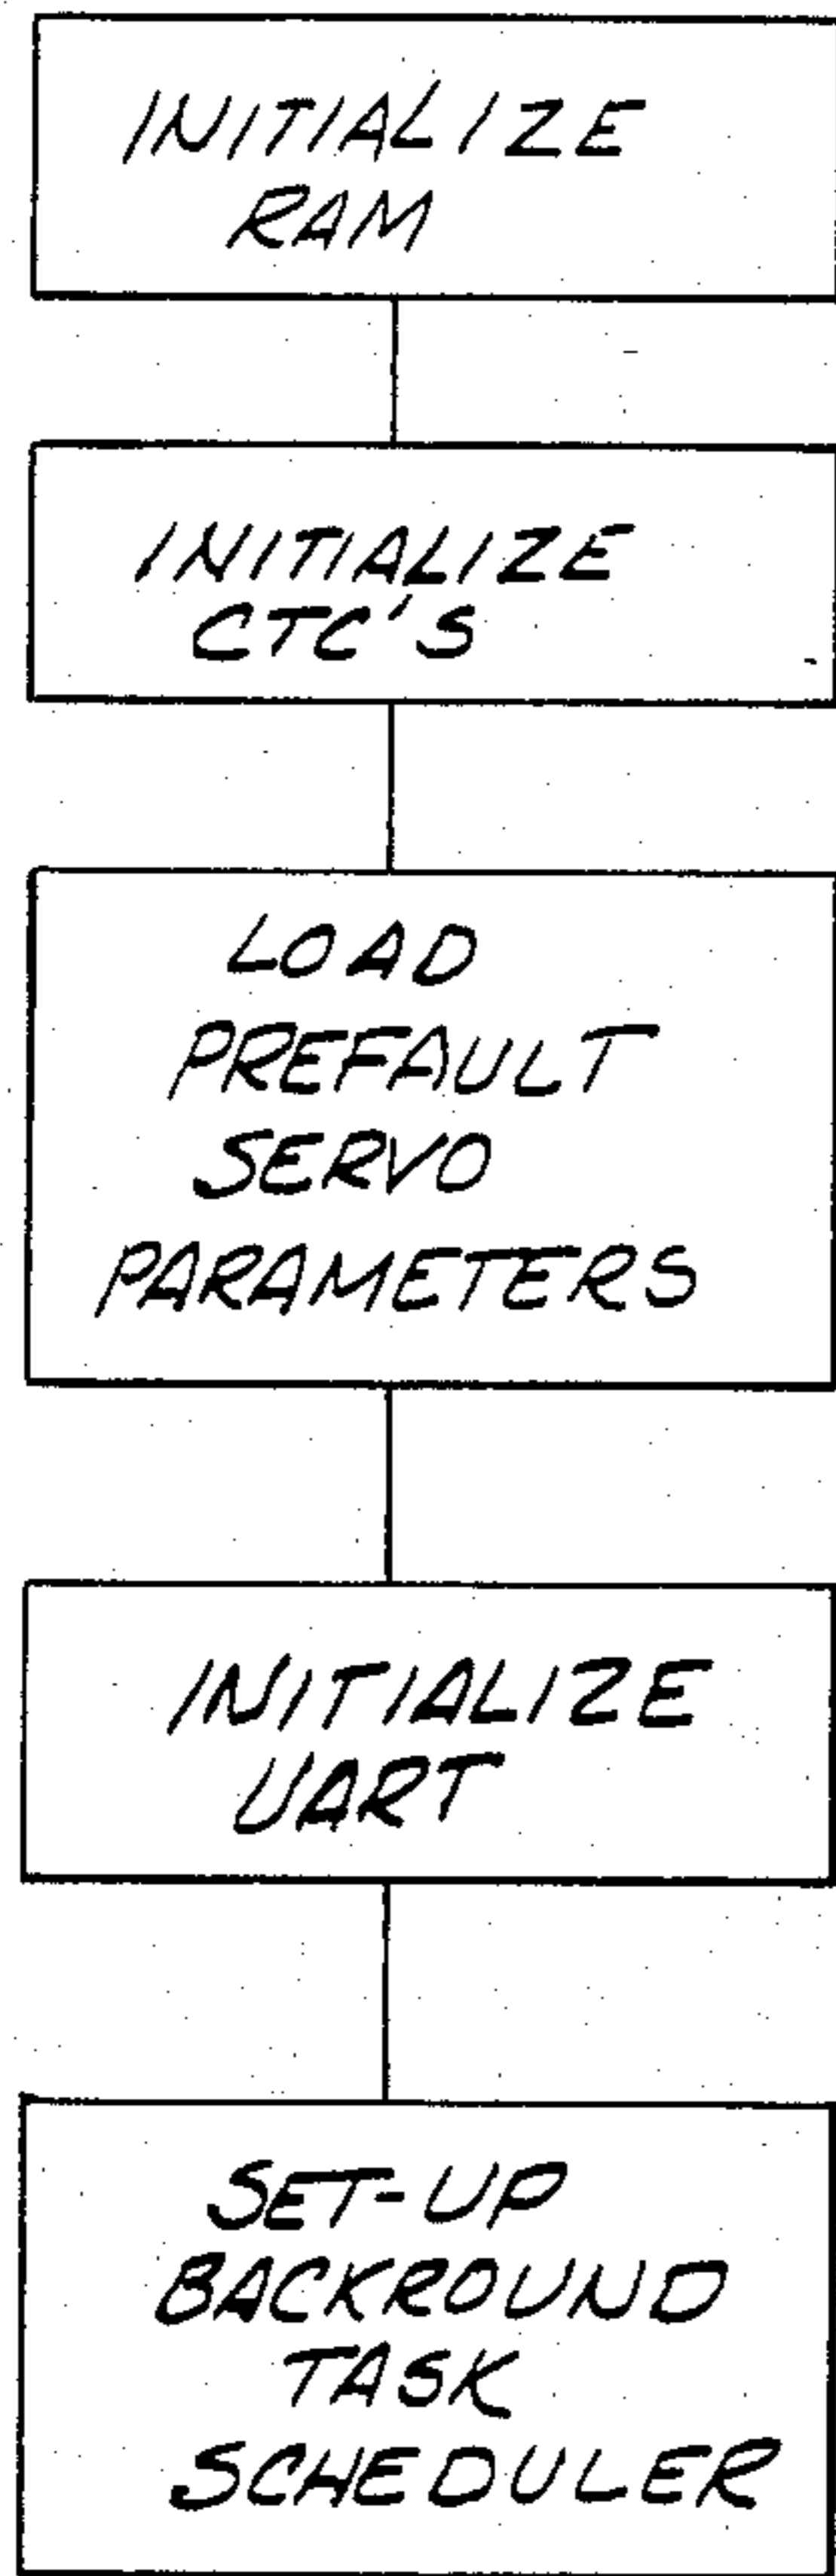 INITIALIZE
RAM
INITIALIZE
CTC'S
LOAD
PREFAULT
SERVO
PARAMETERS
INITIALIZE
UART
SET-UP
BACKROUND
TASK
SCHEDULER